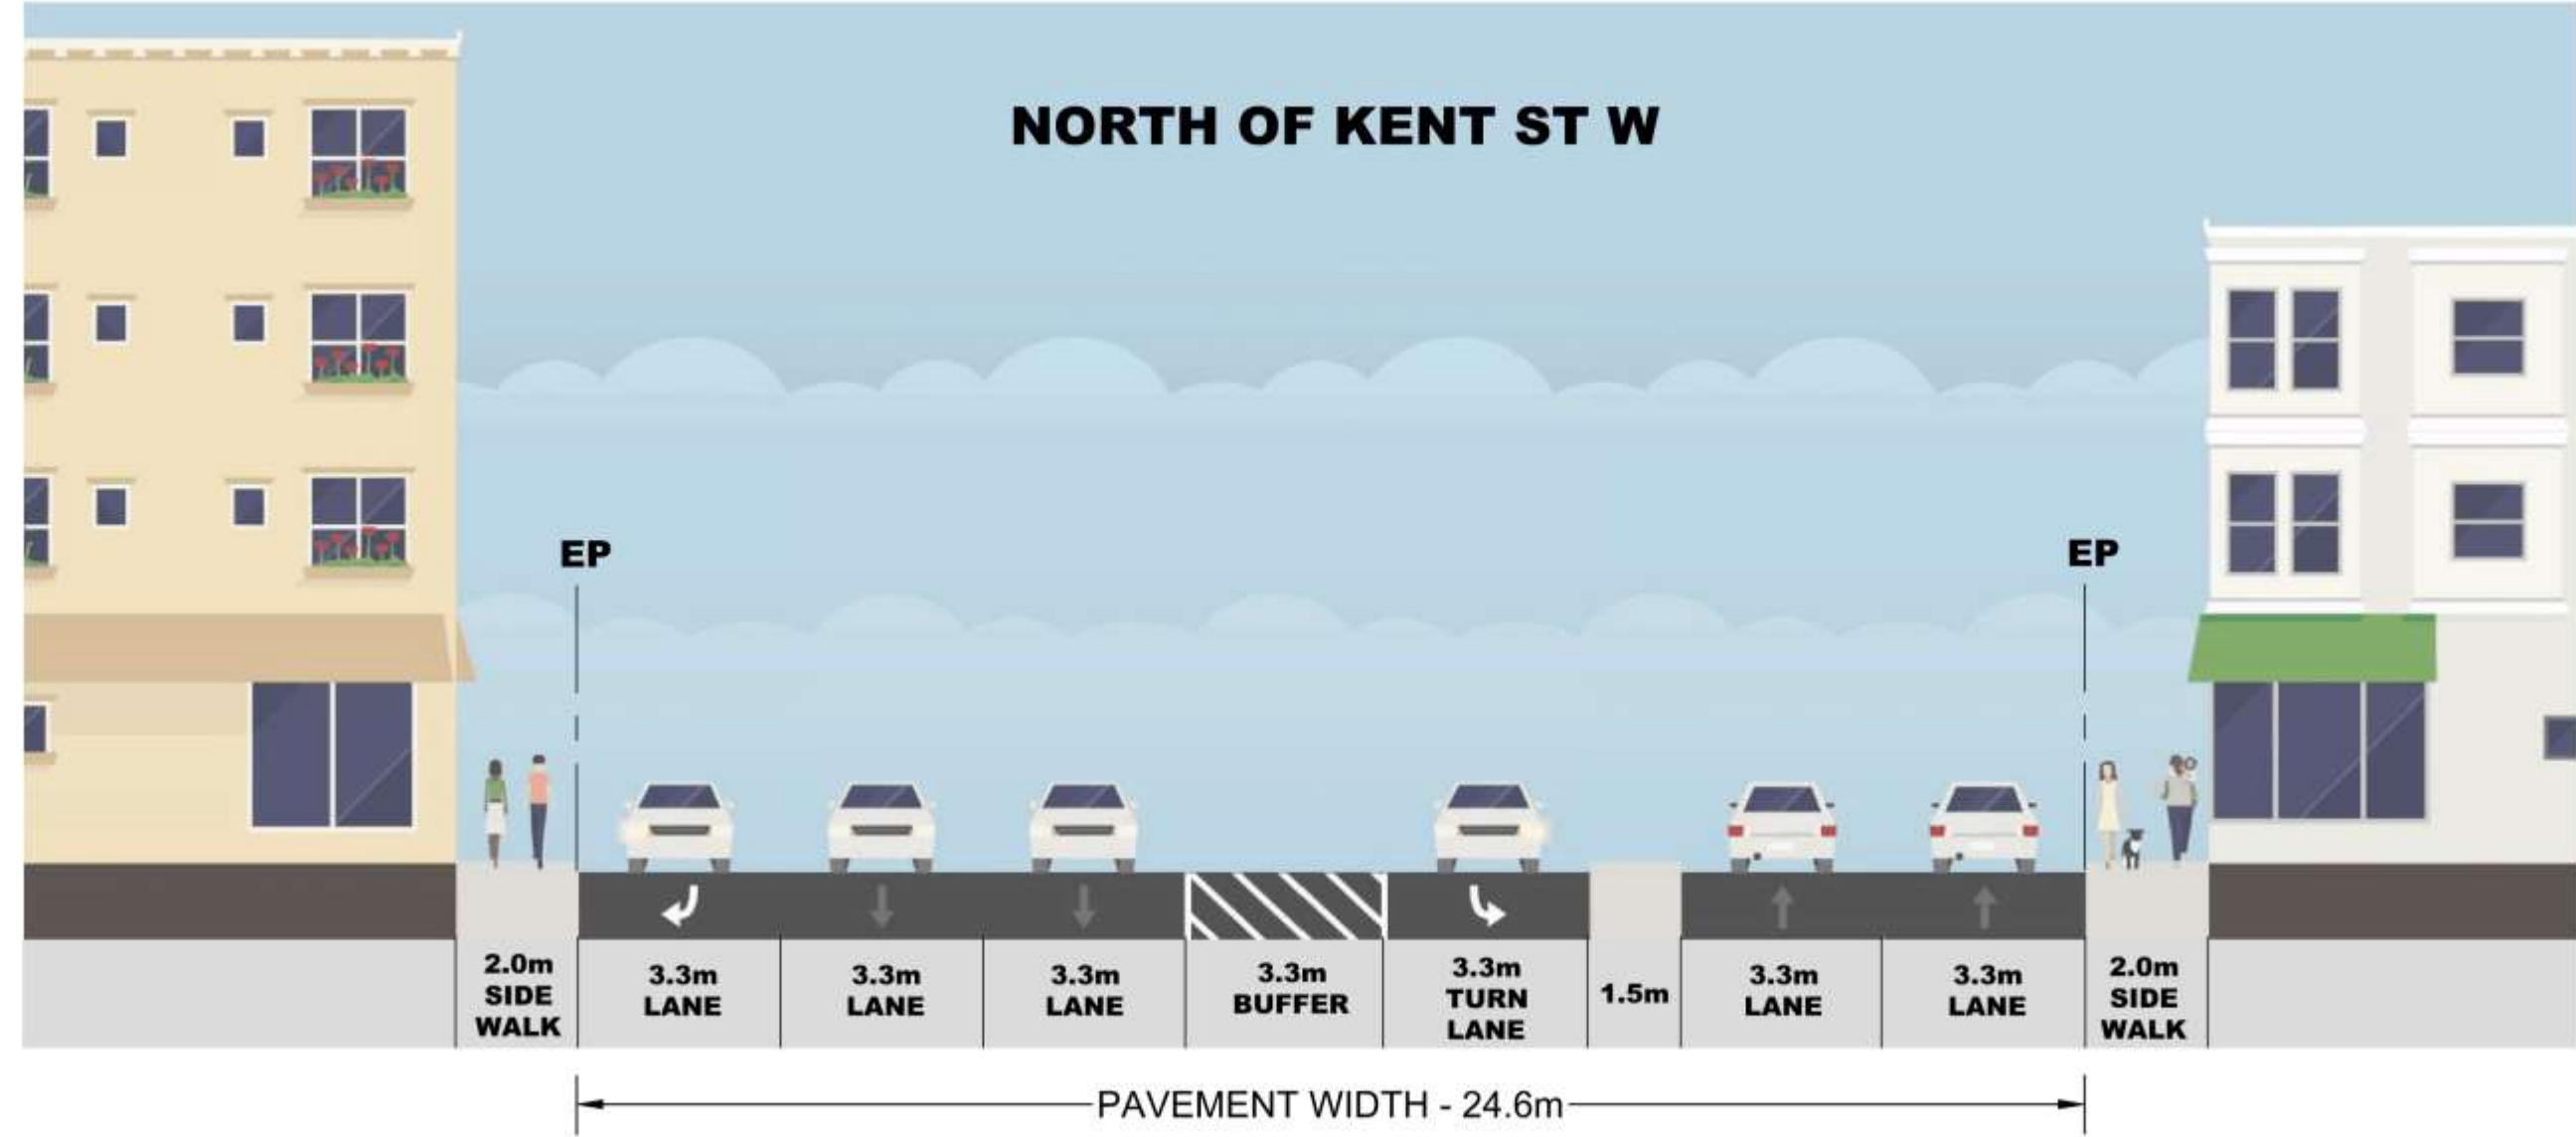 NORTH OF KENT ST W
EP
EP
2.0m
SIDE
WALK
3.3m
LANE
3.3m
LANE
3.3m
LANE
3.3m
BUFFER
3.3m
TURN
LANE
1.5m
3.3m
LANE
3.3m
LANE
2.0m
SIDE
WALK
PAVEMENT WIDTH - 24.6m